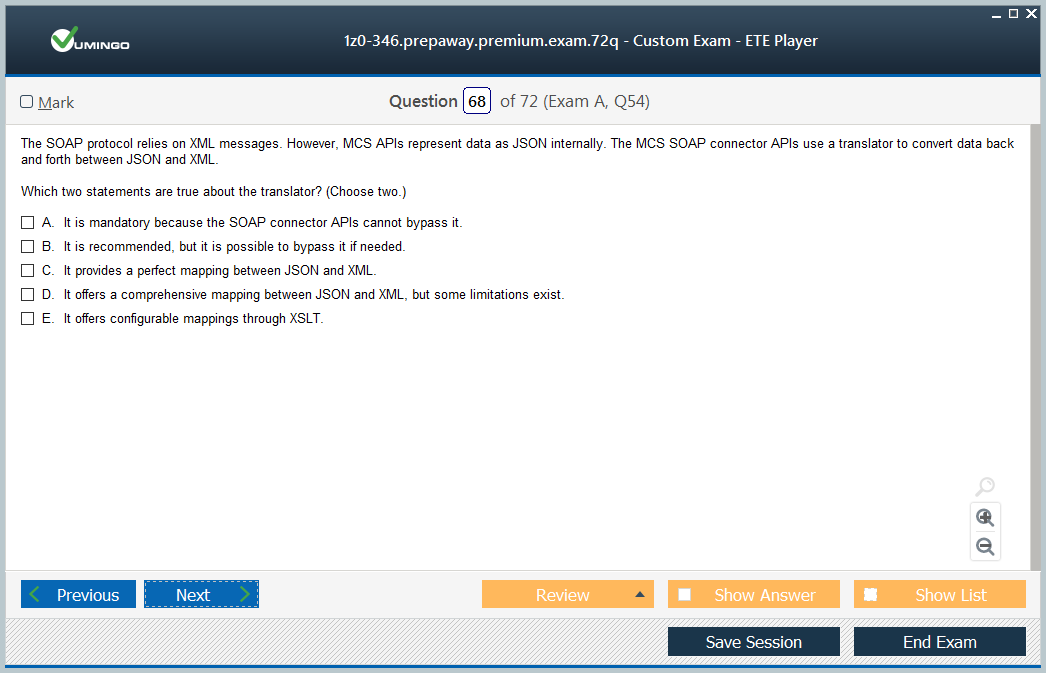 VUMINGO
1z0-346.prepaway.premium.exam.72q - Custom Exam - ETE Player
Mark
Question 68 of 72 (Exam A, Q54)
The SOAP protocol relies on XML messages. However, MCS APIs represent data as JSON internally. The MCS SOAP connector APIs use a translator to convert data back
and forth between JSON and XML.
Which two statements are true about the translator? (Choose two.)
A. It is mandatory because the SOAP connector APIs cannot bypass it.
B. It is recommended, but it is possible to bypass it if needed.
C. It provides a perfect mapping between JSON and XML.
D. It offers a comprehensive mapping between JSON and XML, but some limitations exist.
E. It offers configurable mappings through XSLT.
Previous Next Review Show Answer Show List
Save Session End Exam